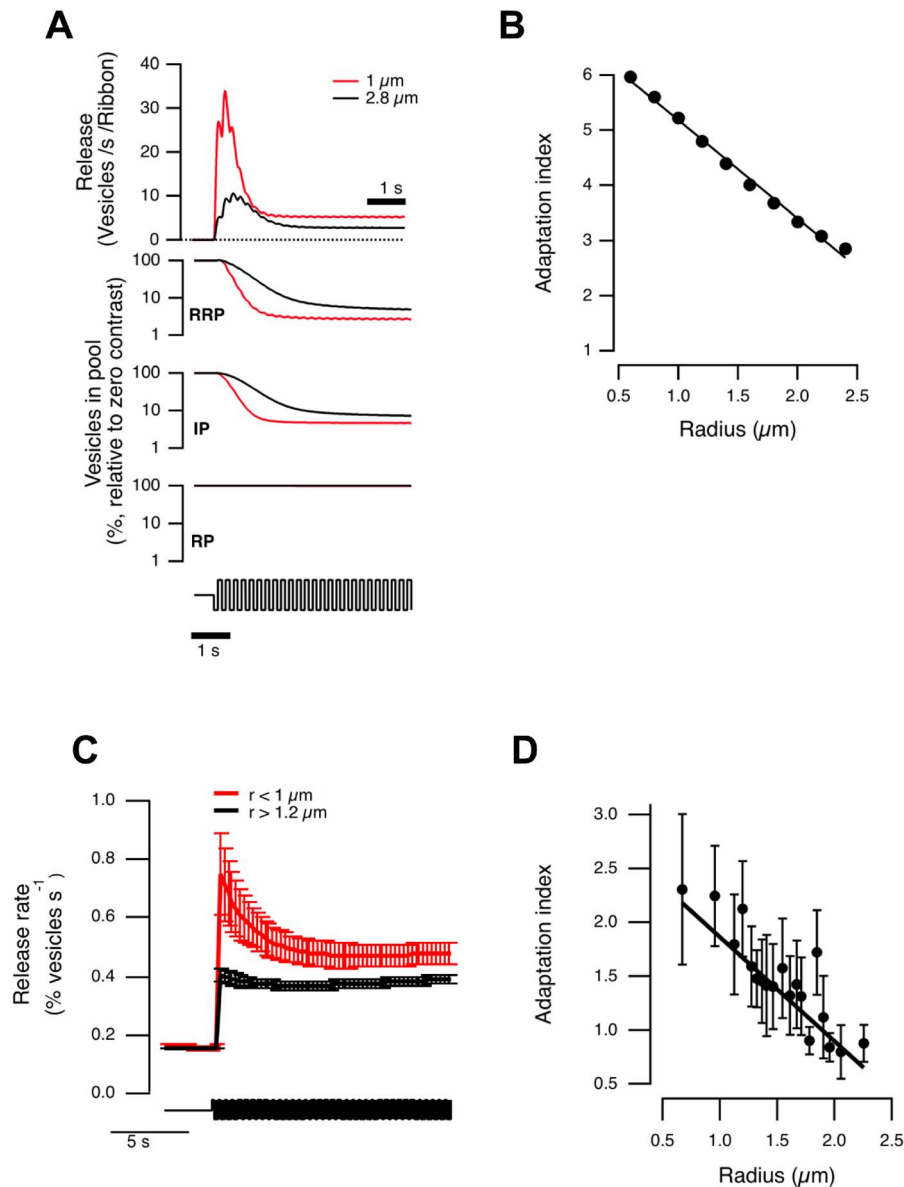 A
Release
(Vesicles /s /Ribbon)
40
30
20
10
0
1 µm
2.8 µm
1 s
Vesicles in pool
(%, relative to zero contrast)
100
10
1
RRP
100
10
1
IP
100
10
1
RP
1 s
B
Adaptation index
6
5
4
3
2
1
0.5 1.0 1.5 2.0 2.5
Radius (µm)
C
Release rate
(% vesicles s⁻¹)
1.0
0.8
0.6
0.4
0.2
0.0
r < 1 µm
r > 1.2 µm
5 s
D
Adaptation index
3.0
2.5
2.0
1.5
1.0
0.5
0.5 1.0 1.5 2.0 2.5
Radius (µm)